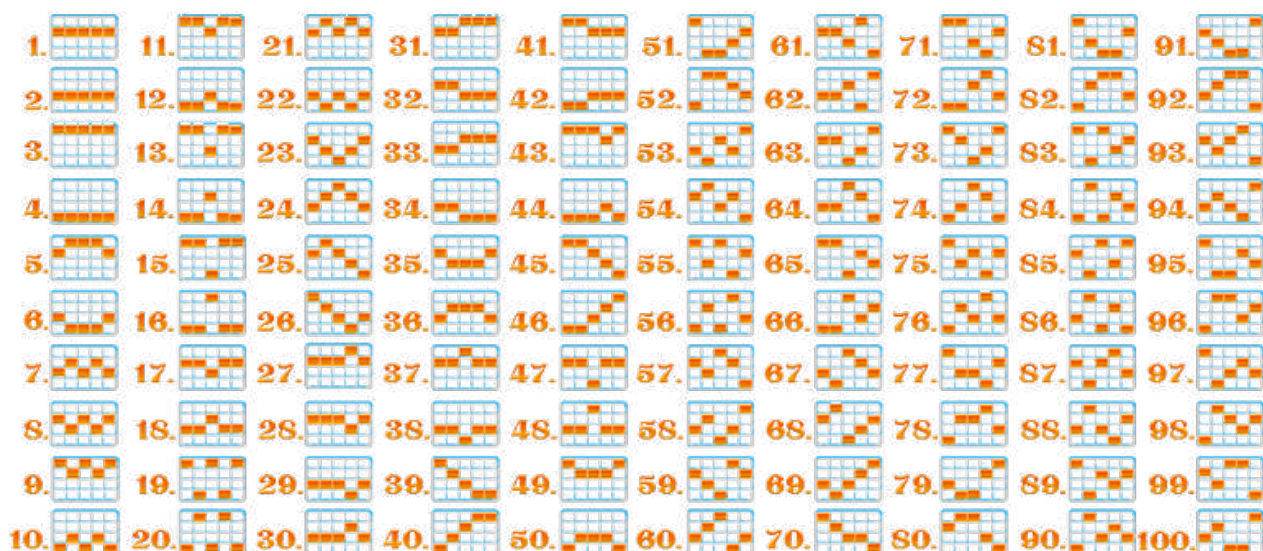 1. 11. 21. 31. 41. 51. 61. 71. 81. 91.
2. 12. 22. 32. 42. 52. 62. 72. 82. 92.
3. 13. 23. 33. 43. 53. 63. 73. 83. 93.
4. 14. 24. 34. 44. 54. 64. 74. 84. 94.
5. 15. 25. 35. 45. 55. 65. 75. 85. 95.
6. 16. 26. 36. 46. 56. 66. 76. 86. 96.
7. 17. 27. 37. 47. 57. 67. 77. 87. 97.
8. 18. 28. 38. 48. 58. 68. 78. 88. 98.
9. 19. 29. 39. 49. 59. 69. 79. 89. 99.
10. 20. 30. 40. 50. 60. 70. 80. 90. 100.